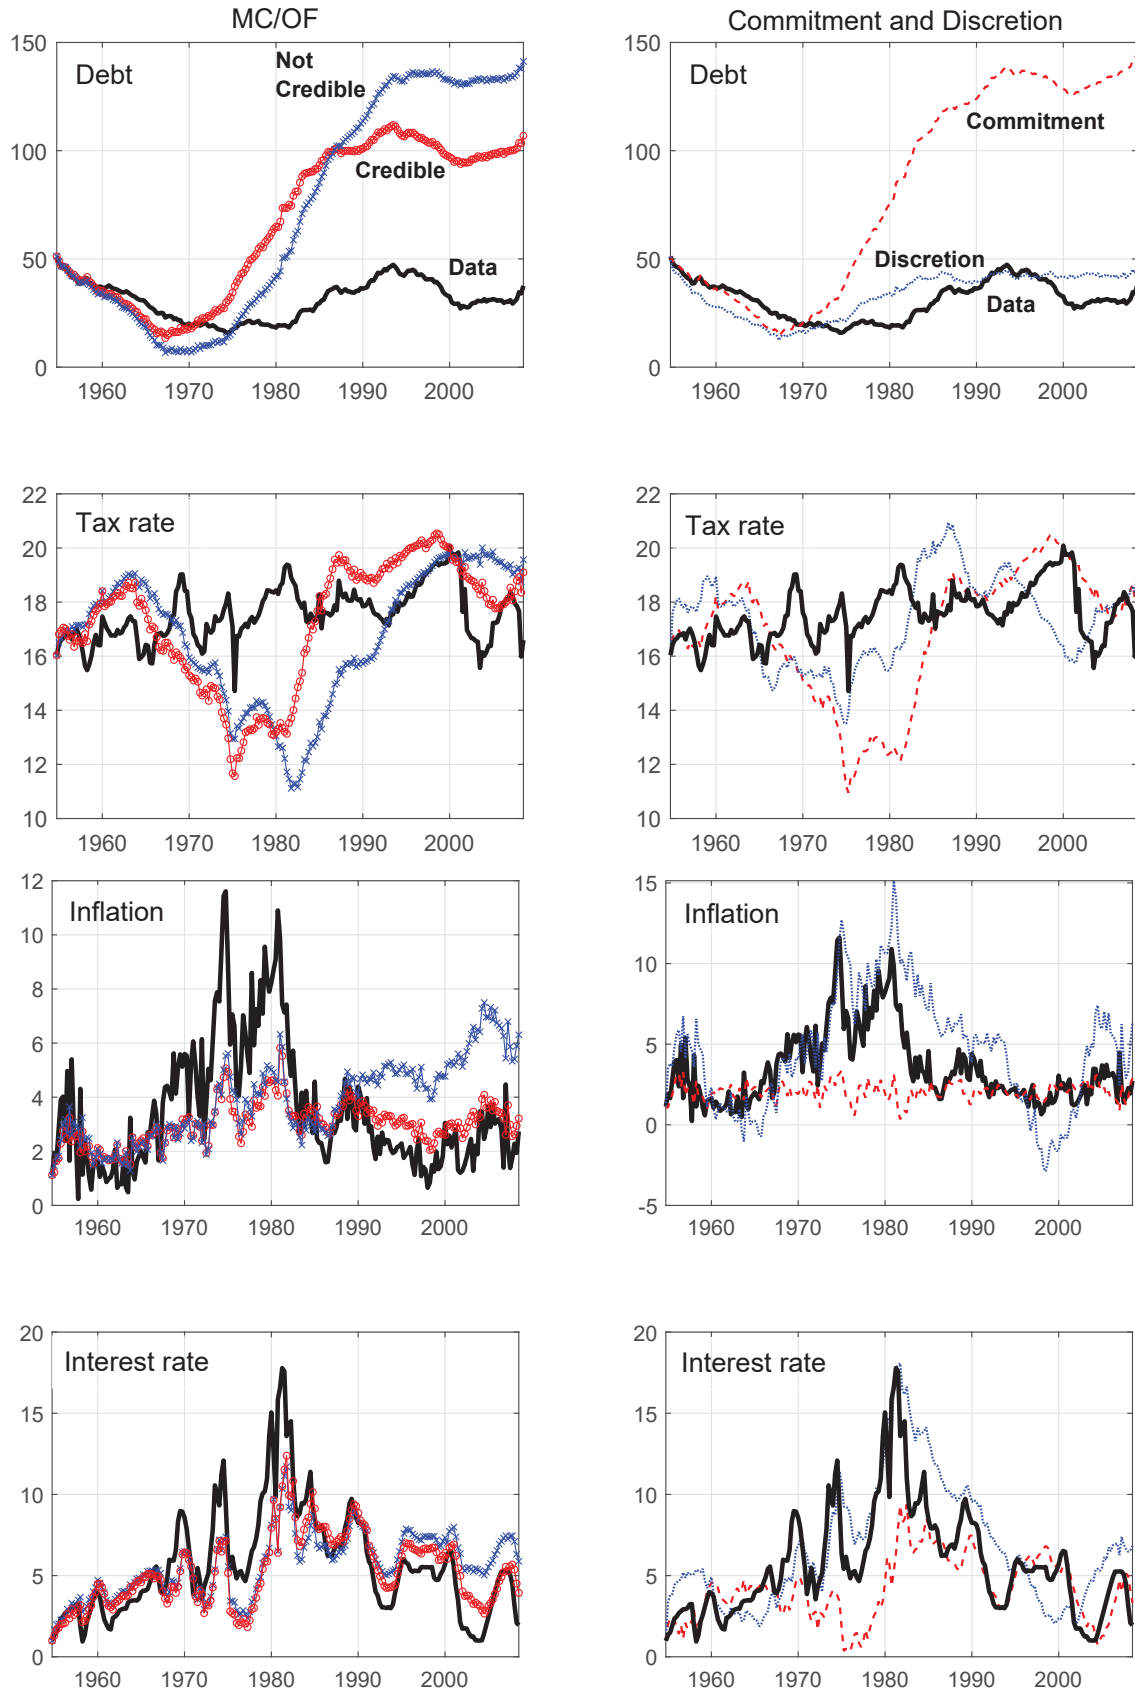 MC/OF
Commitment and Discretion
150
100
50
0
Debt
Not
Credible
Credible
Data
1960 1970 1980 1990 2000
150
100
50
0
Debt
Commitment
Discretion
Data
1960 1970 1980 1990 2000
22
20
18
16
14
12
10
Tax rate
1960 1970 1980 1990 2000
22
20
18
16
14
12
10
Tax rate
1960 1970 1980 1990 2000
12
10
8
6
4
2
0
Inflation
1960 1970 1980 1990 2000
15
10
5
0
-5
Inflation
1960 1970 1980 1990 2000
20
15
10
5
0
Interest rate
1960 1970 1980 1990 2000
20
15
10
5
0
Interest rate
1960 1970 1980 1990 2000